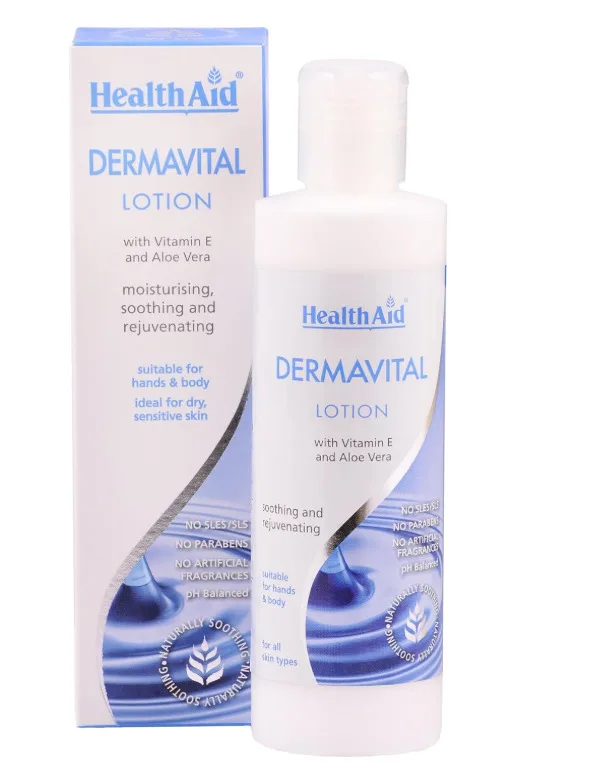 HealthAid®
DERMAVITAL
LOTION
with Vitamin E
and Aloe Vera
moisturising,
soothing and
rejuvenating
suitable for
hands & body
ideal for dry,
sensitive skin
NO SLES/SLS
NO PARABENS
NO ARTIFICIAL
FRAGRANCES
pH Balanced
NATURALLY SOOTHING•NATURALLY SOOTHING•
HealthAid®
DERMAVITAL
LOTION
with Vitamin E
and Aloe Vera
soothing and
rejuvenating
NO SLES/SLS
NO PARABENS
NO ARTIFICIAL
FRAGRANCES
pH Balanced
suitable
for hands
& body
for all
skin types
NATURALLY SOOTHING•NATURALLY